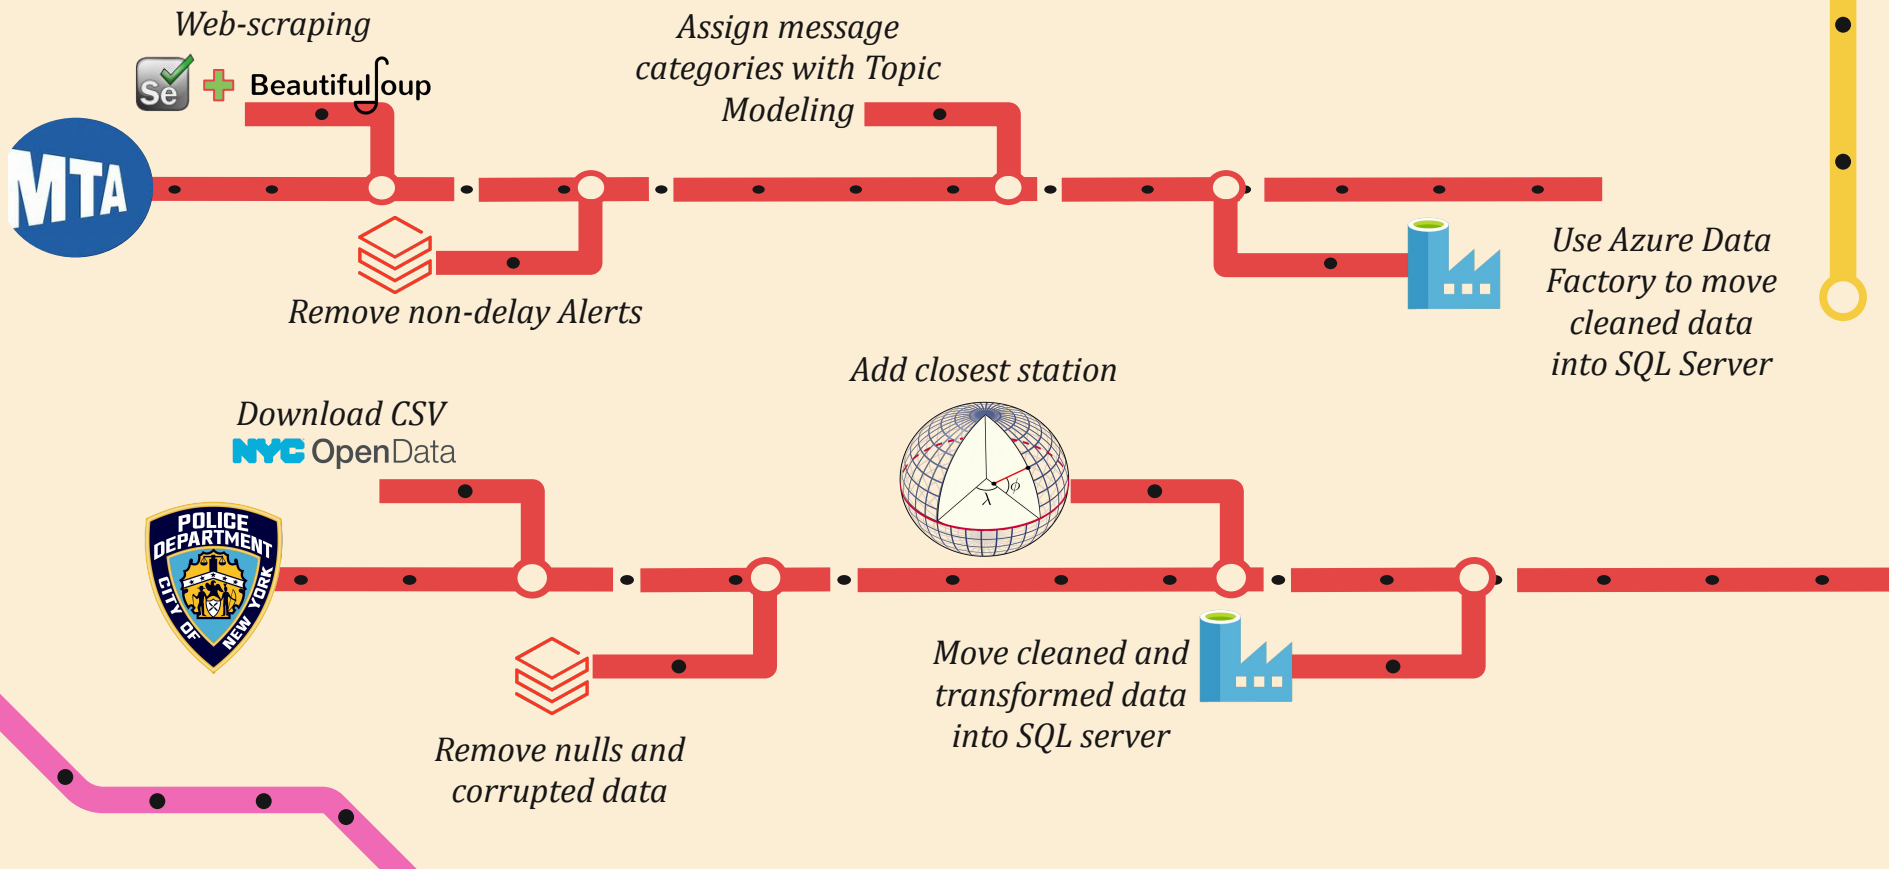 Web-scraping
Se
BeautifulSoup
MTA
Remove non-delay Alerts
Assign message
categories with Topic
Modeling
Use Azure Data
Factory to move
cleaned data
into SQL Server
Download CSV
NYC OpenData
POLICE
DEPARTMENT
CITY OF
NEW YORK
Remove nulls and
corrupted data
Add closest station
λ
ϕ
Move cleaned and
transformed data
into SQL server